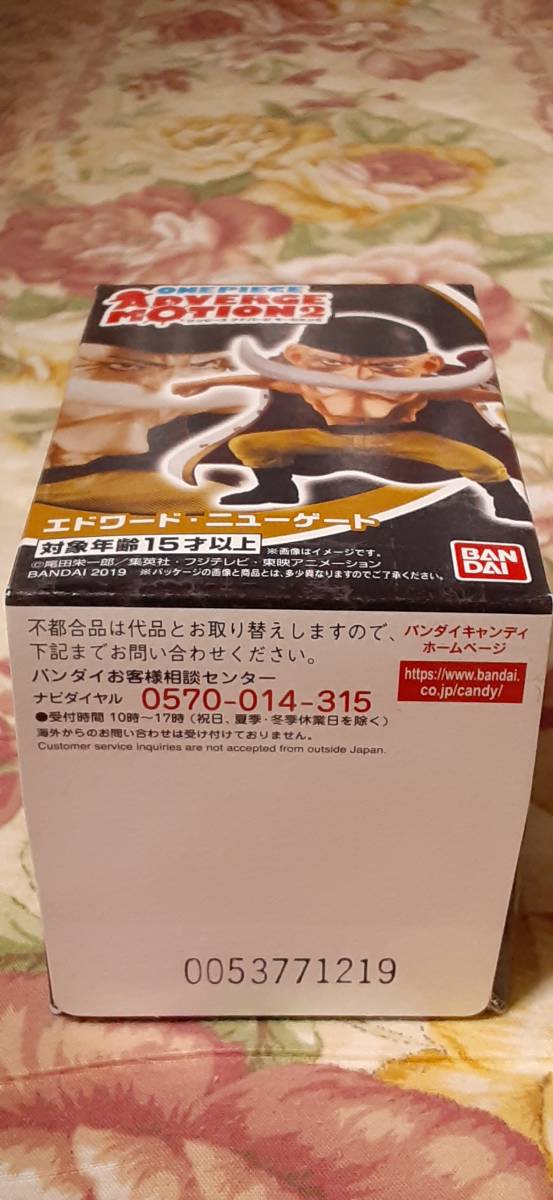 ONE PIECE
ADVERGE
MOTION2
エドワード・ニューゲート
対象年齢15才以上
※画像はイメージです。
©尾田栄一郎/集英社・フジテレビ・東映アニメーション
BANDAI 2019 ※パッケージの画像と商品とは、多少異なりますのでご了承ください。
BAN
DAI
不都合品は代品とお取り替えしますので、
下記までお問い合わせください。
バンダイお客様相談センター
ナビダイヤル 0570-014-315
●受付時間 10時〜17時(祝日、夏季・冬季休業日を除く)
海外からのお問い合わせは受け付けておりません。
Customer service inquiries are not accepted from outside Japan.
バンダイキャンディ
ホームページ
https://www.bandai.
co.jp/candy/
0053771219